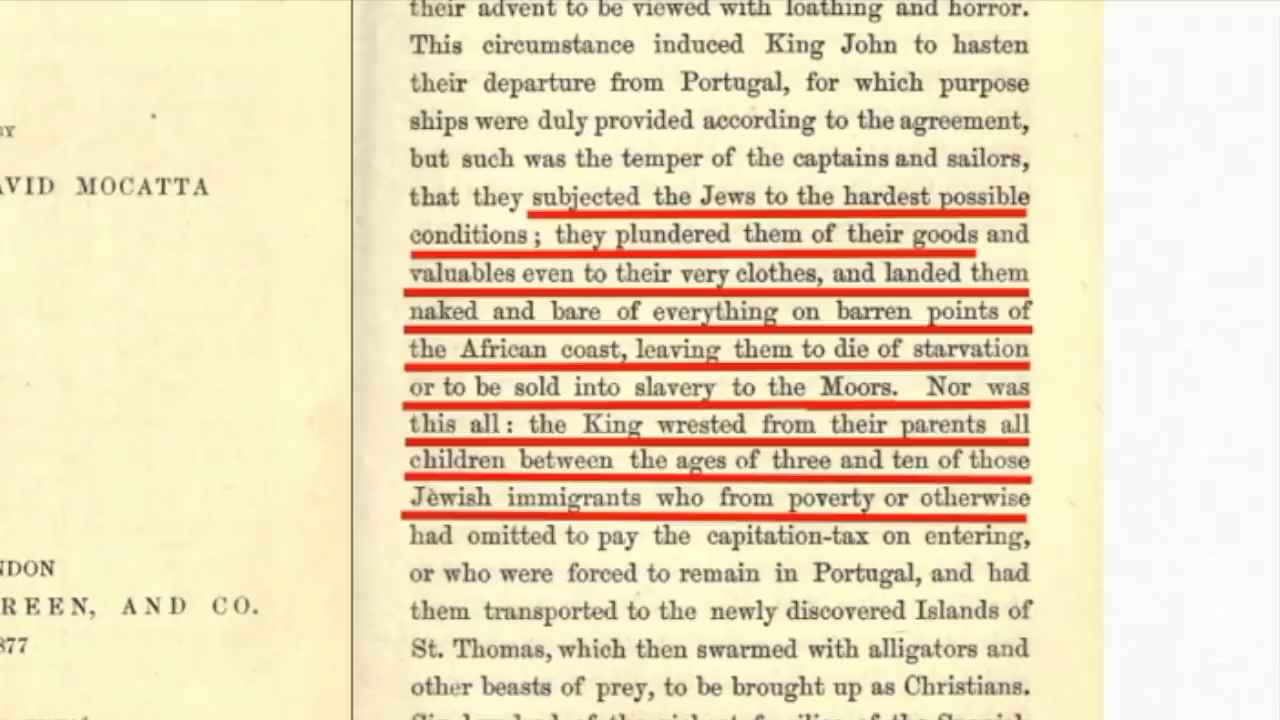 BY
AVID MOCATTA
NDON
REEN, AND CO.
877
their advent to be viewed with loathing and horror.
This circumstance induced King John to hasten
their departure from Portugal, for which purpose
ships were duly provided according to the agreement,
but such was the temper of the captains and sailors,
that they subjected the Jews to the hardest possible
conditions; they plundered them of their goods and
valuables even to their very clothes, and landed them
naked and bare of everything on barren points of
the African coast, leaving them to die of starvation
or to be sold into slavery to the Moors. Nor was
this all: the King wrested from their parents all
children between the ages of three and ten of those
Jewish immigrants who from poverty or otherwise
had omitted to pay the capitation-tax on entering,
or who were forced to remain in Portugal, and had
them transported to the newly discovered Islands of
St. Thomas, which then swarmed with alligators and
other beasts of prey, to be brought up as Christians.